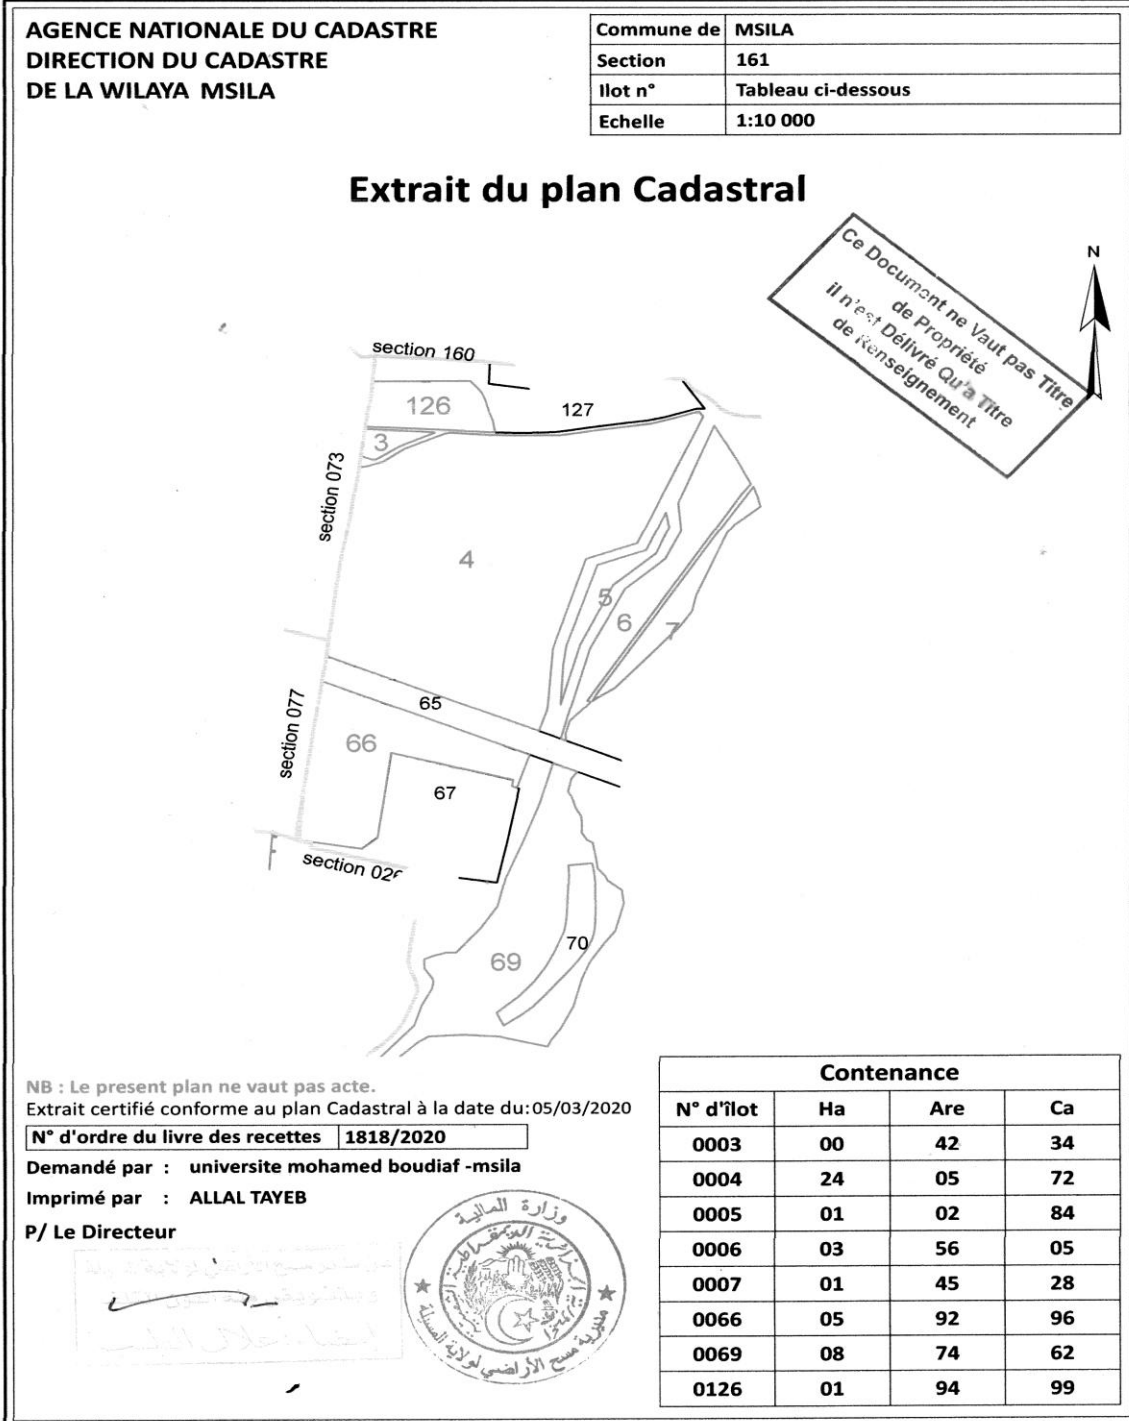 AGENCE NATIONALE DU CADASTRE
DIRECTION DU CADASTRE
DE LA WILAYA MSILA
Commune de MSILA
Section 161
Ilot n° Tableau ci-dessous
Echelle 1:10 000
Extrait du plan Cadastral
Ce Document ne Vaut pas Titre
de Propriété
il n'est Délivré Qu'a Titre
de Renseignement
N
section 160
126
127
3
section 073
4
5
6
7
65
section 077
66
67
section 026
70
69
NB : Le present plan ne vaut pas acte.
Extrait certifié conforme au plan Cadastral à la date du:05/03/2020
N° d'ordre du livre des recettes 1818/2020
Demandé par : universite mohamed boudiaf -msila
Imprimé par : ALLAL TAYEB
P/ Le Directeur
وزارة المالية
مديرية مسح الأراضي لولاية المسيلة
Contenance
N° d'îlot Ha Are Ca
0003 00 42 34
0004 24 05 72
0005 01 02 84
0006 03 56 05
0007 01 45 28
0066 05 92 96
0069 08 74 62
0126 01 94 99